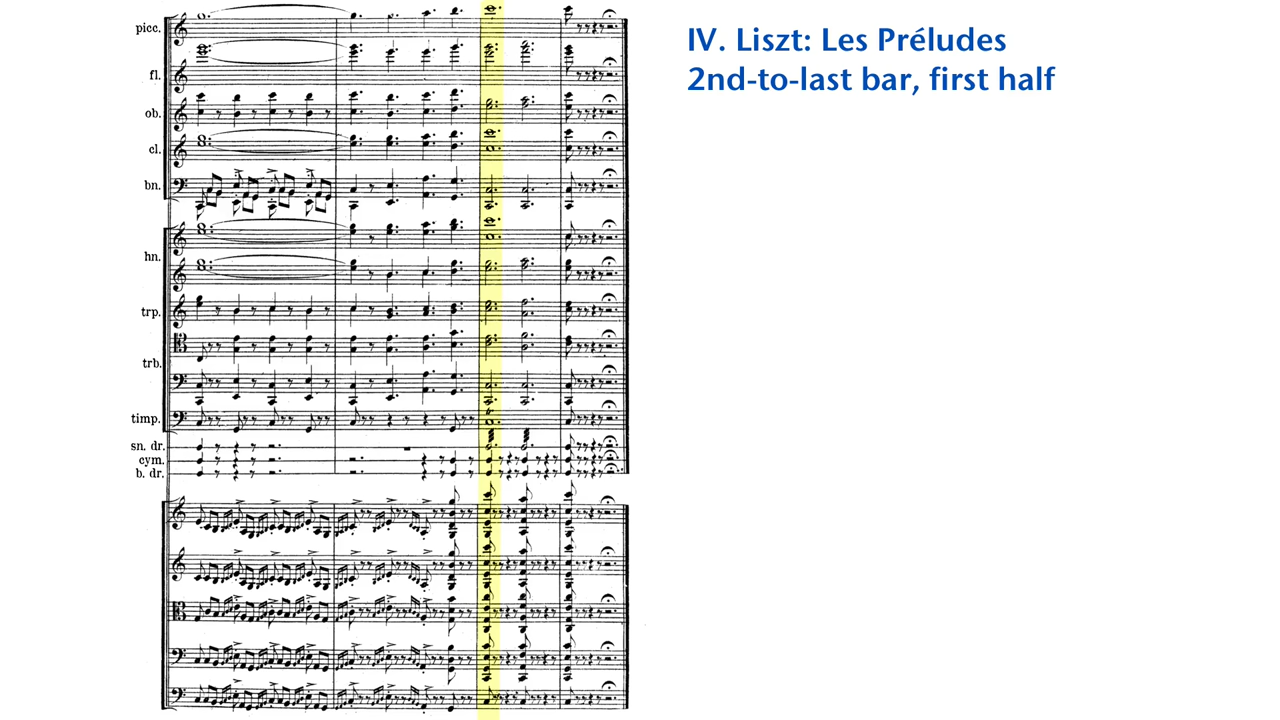 IV. Liszt: Les Préludes
2nd-to-last bar, first half
picc.
fl.
ob.
cl.
bn.
hn.
trp.
trb.
timp.
sn. dr.
cym.
b. dr.